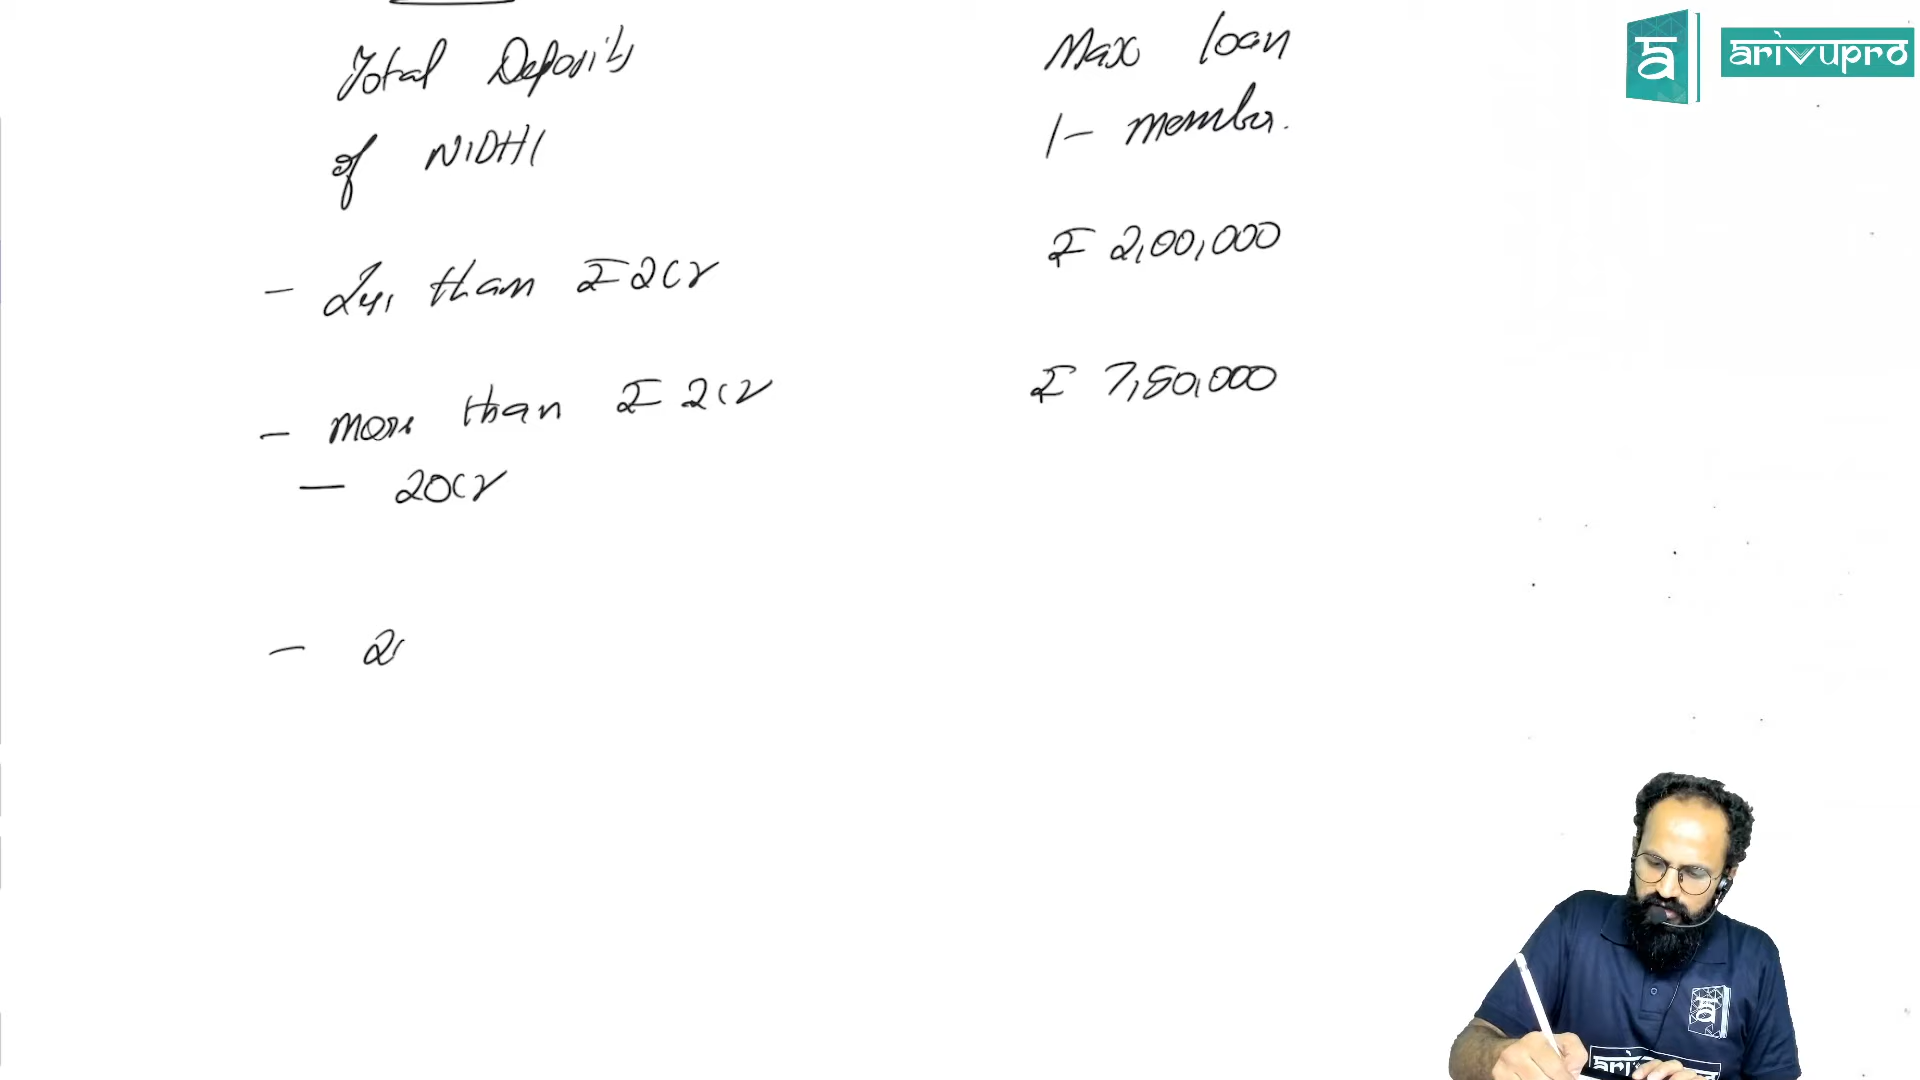 Total Deposits
of NIDHI
Max loan
1- member.
- Less than ₹ 2Cr
₹ 2,00,000
- more than ₹ 2Cr
- 20Cr
₹ 7,50,000
- 2
arivupro